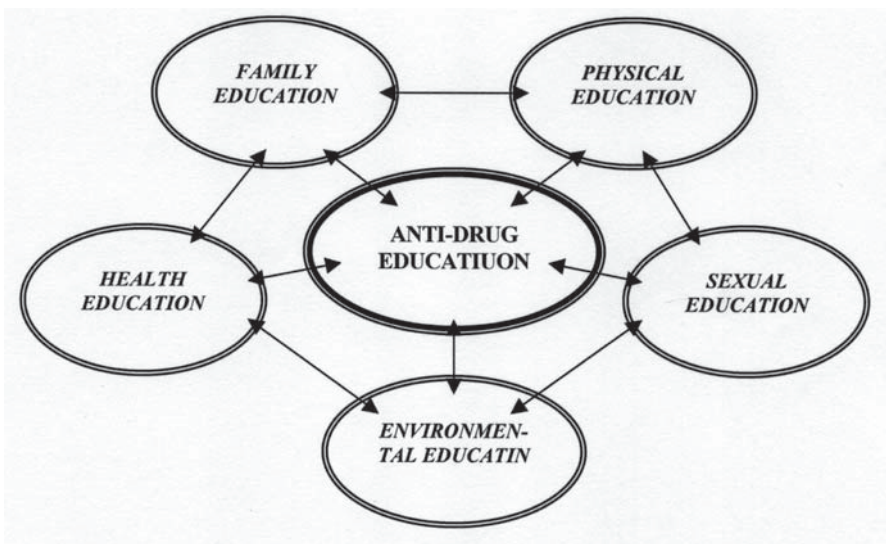 FAMILY
EDUCATION
PHYSICAL
EDUCATION
ANTI-DRUG
EDUCATIUON
HEALTH
EDUCATION
SEXUAL
EDUCATION
ENVIRONMEN-
TAL EDUCATIN